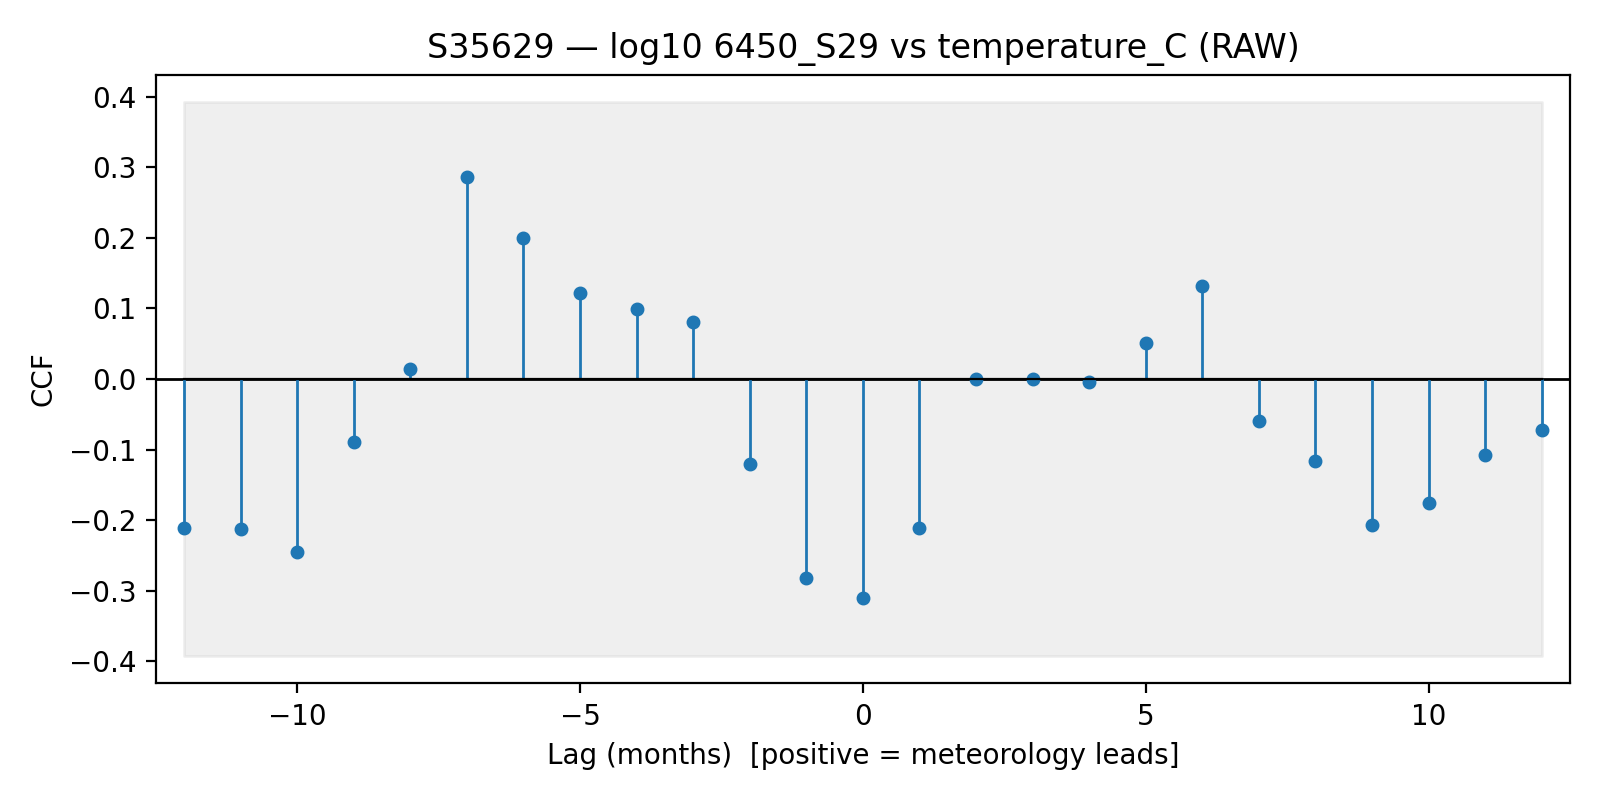 S35629 — log10 6450_S29 vs temperature_C (RAW)
0.4
0.3
0.2
0.1
0.0
−0.1
−0.2
−0.3
−0.4
CCF
−10 −5 0 5 10
Lag (months)  [positive = meteorology leads]